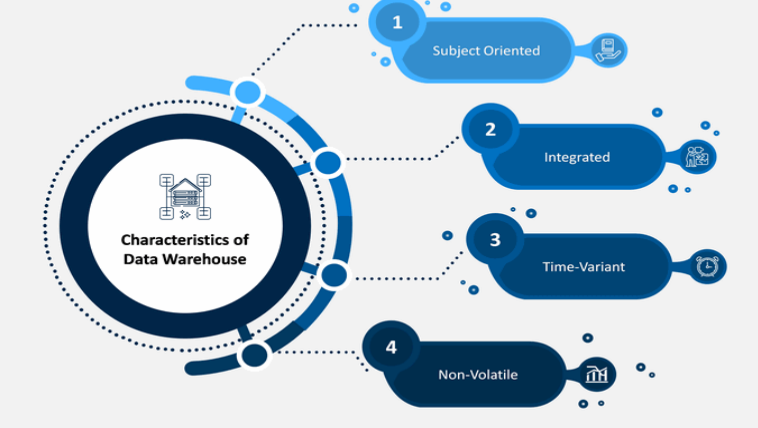 Characteristics of
Data Warehouse
1
Subject Oriented
2
Integrated
3
Time-Variant
4
Non-Volatile